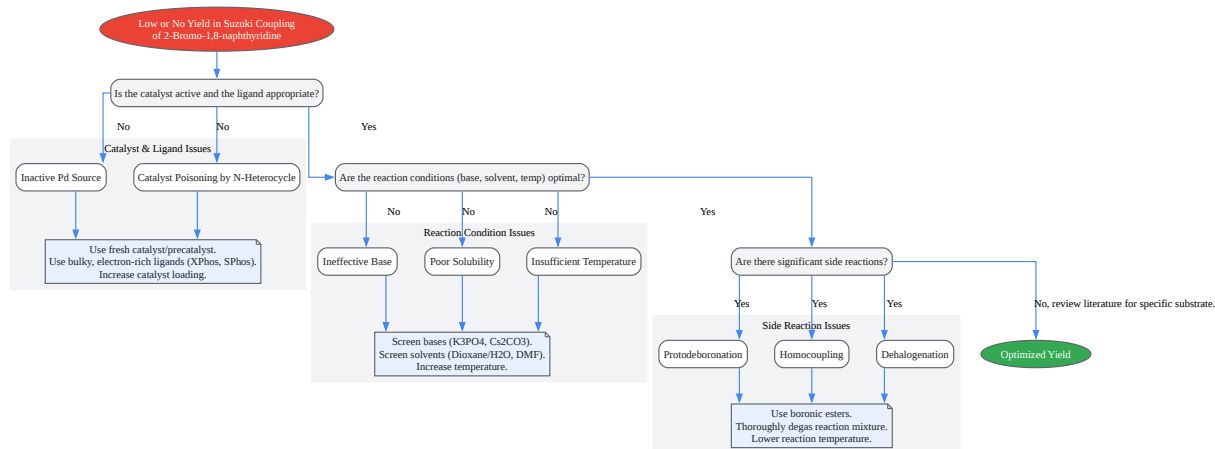 Low or No Yield in Suzuki Coupling
of 2-Bromo-1,8-naphthyridine
Is the catalyst active and the ligand appropriate?
No
No
Yes
Catalyst & Ligand Issues
Inactive Pd Source
Catalyst Poisoning by N-Heterocycle
Use fresh catalyst/precatalyst.
Use bulky, electron-rich ligands (XPhos, SPhos).
Increase catalyst loading.
Are the reaction conditions (base, solvent, temp) optimal?
No
No
No
Yes
Reaction Condition Issues
Ineffective Base
Poor Solubility
Insufficient Temperature
Screen bases (K3PO4, Cs2CO3).
Screen solvents (Dioxane/H2O, DMF).
Increase temperature.
Are there significant side reactions?
Yes
Yes
Yes
No, review literature for specific substrate.
Side Reaction Issues
Protodeboronation
Homocoupling
Dehalogenation
Optimized Yield
Use boronic esters.
Thoroughly degas reaction mixture.
Lower reaction temperature.